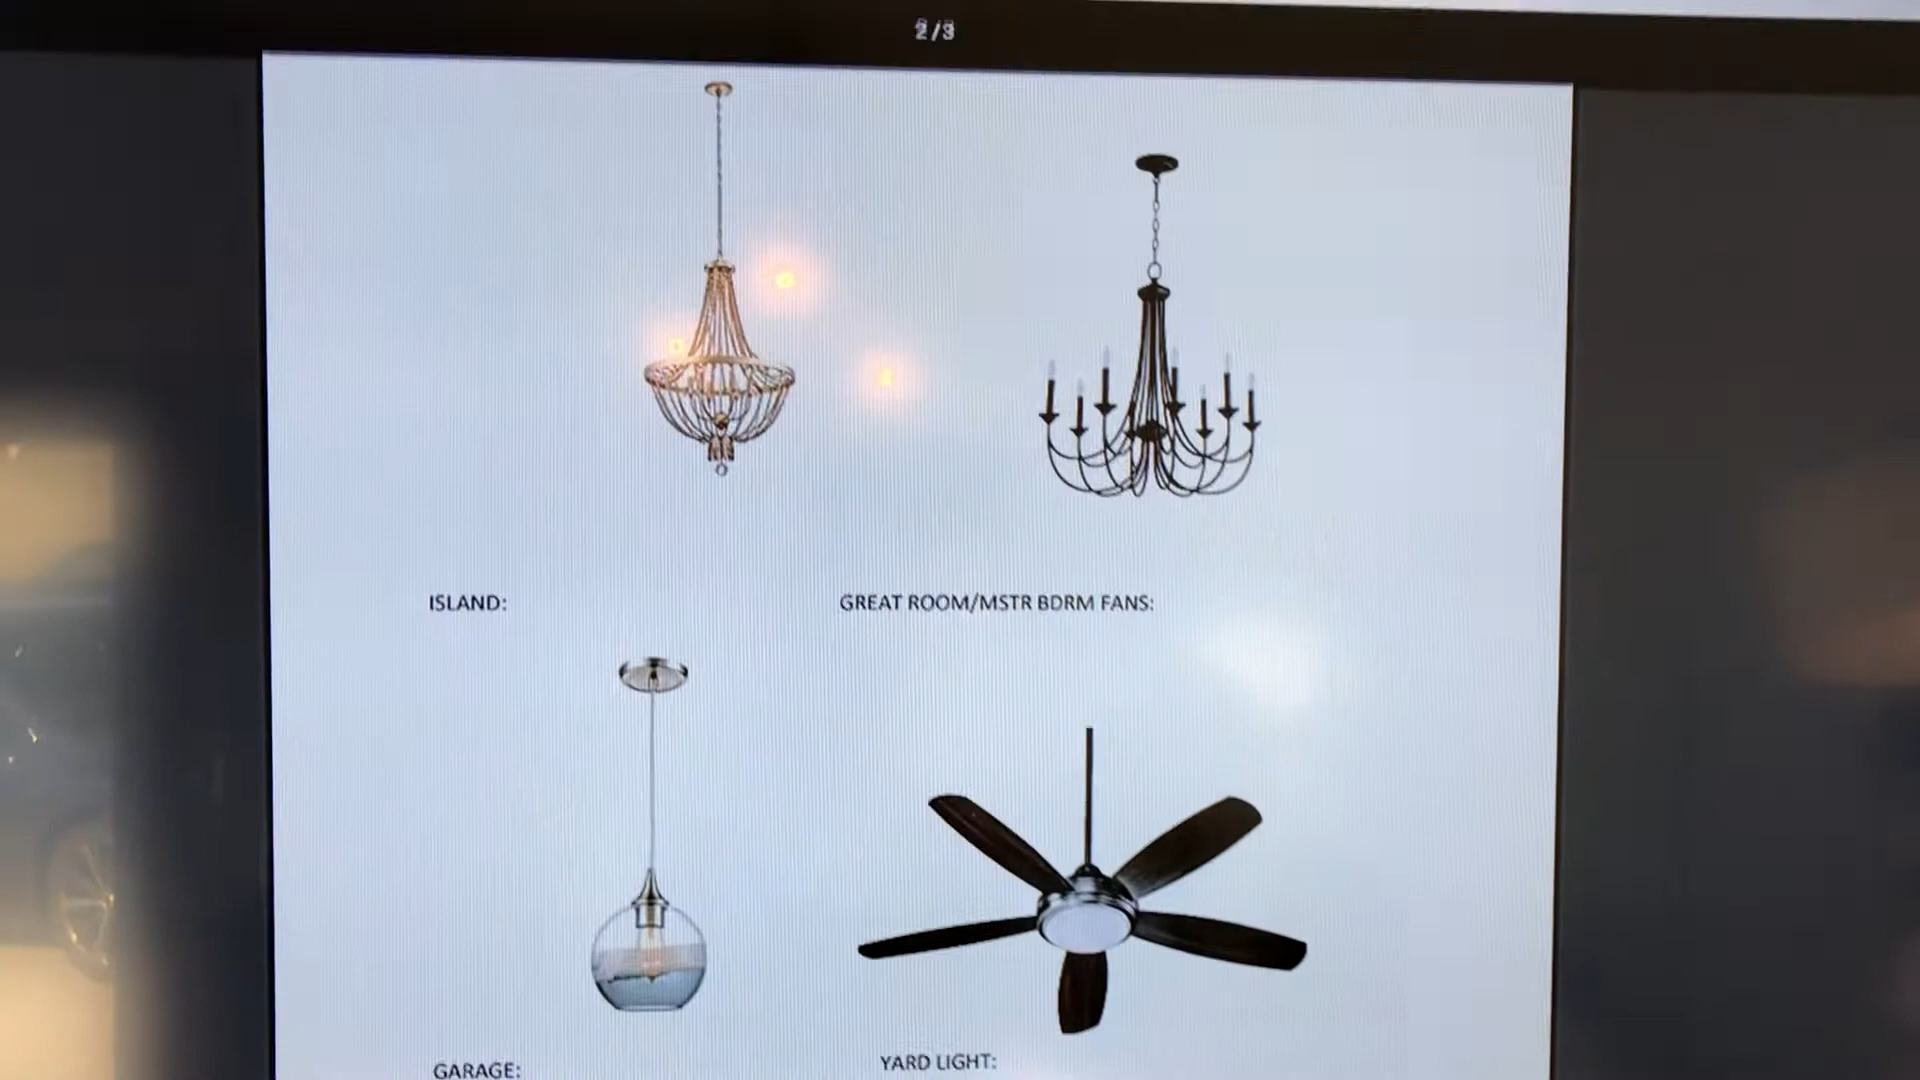 2/3
ISLAND:
GREAT ROOM/MSTR BDRM FANS:
GARAGE:
YARD LIGHT: